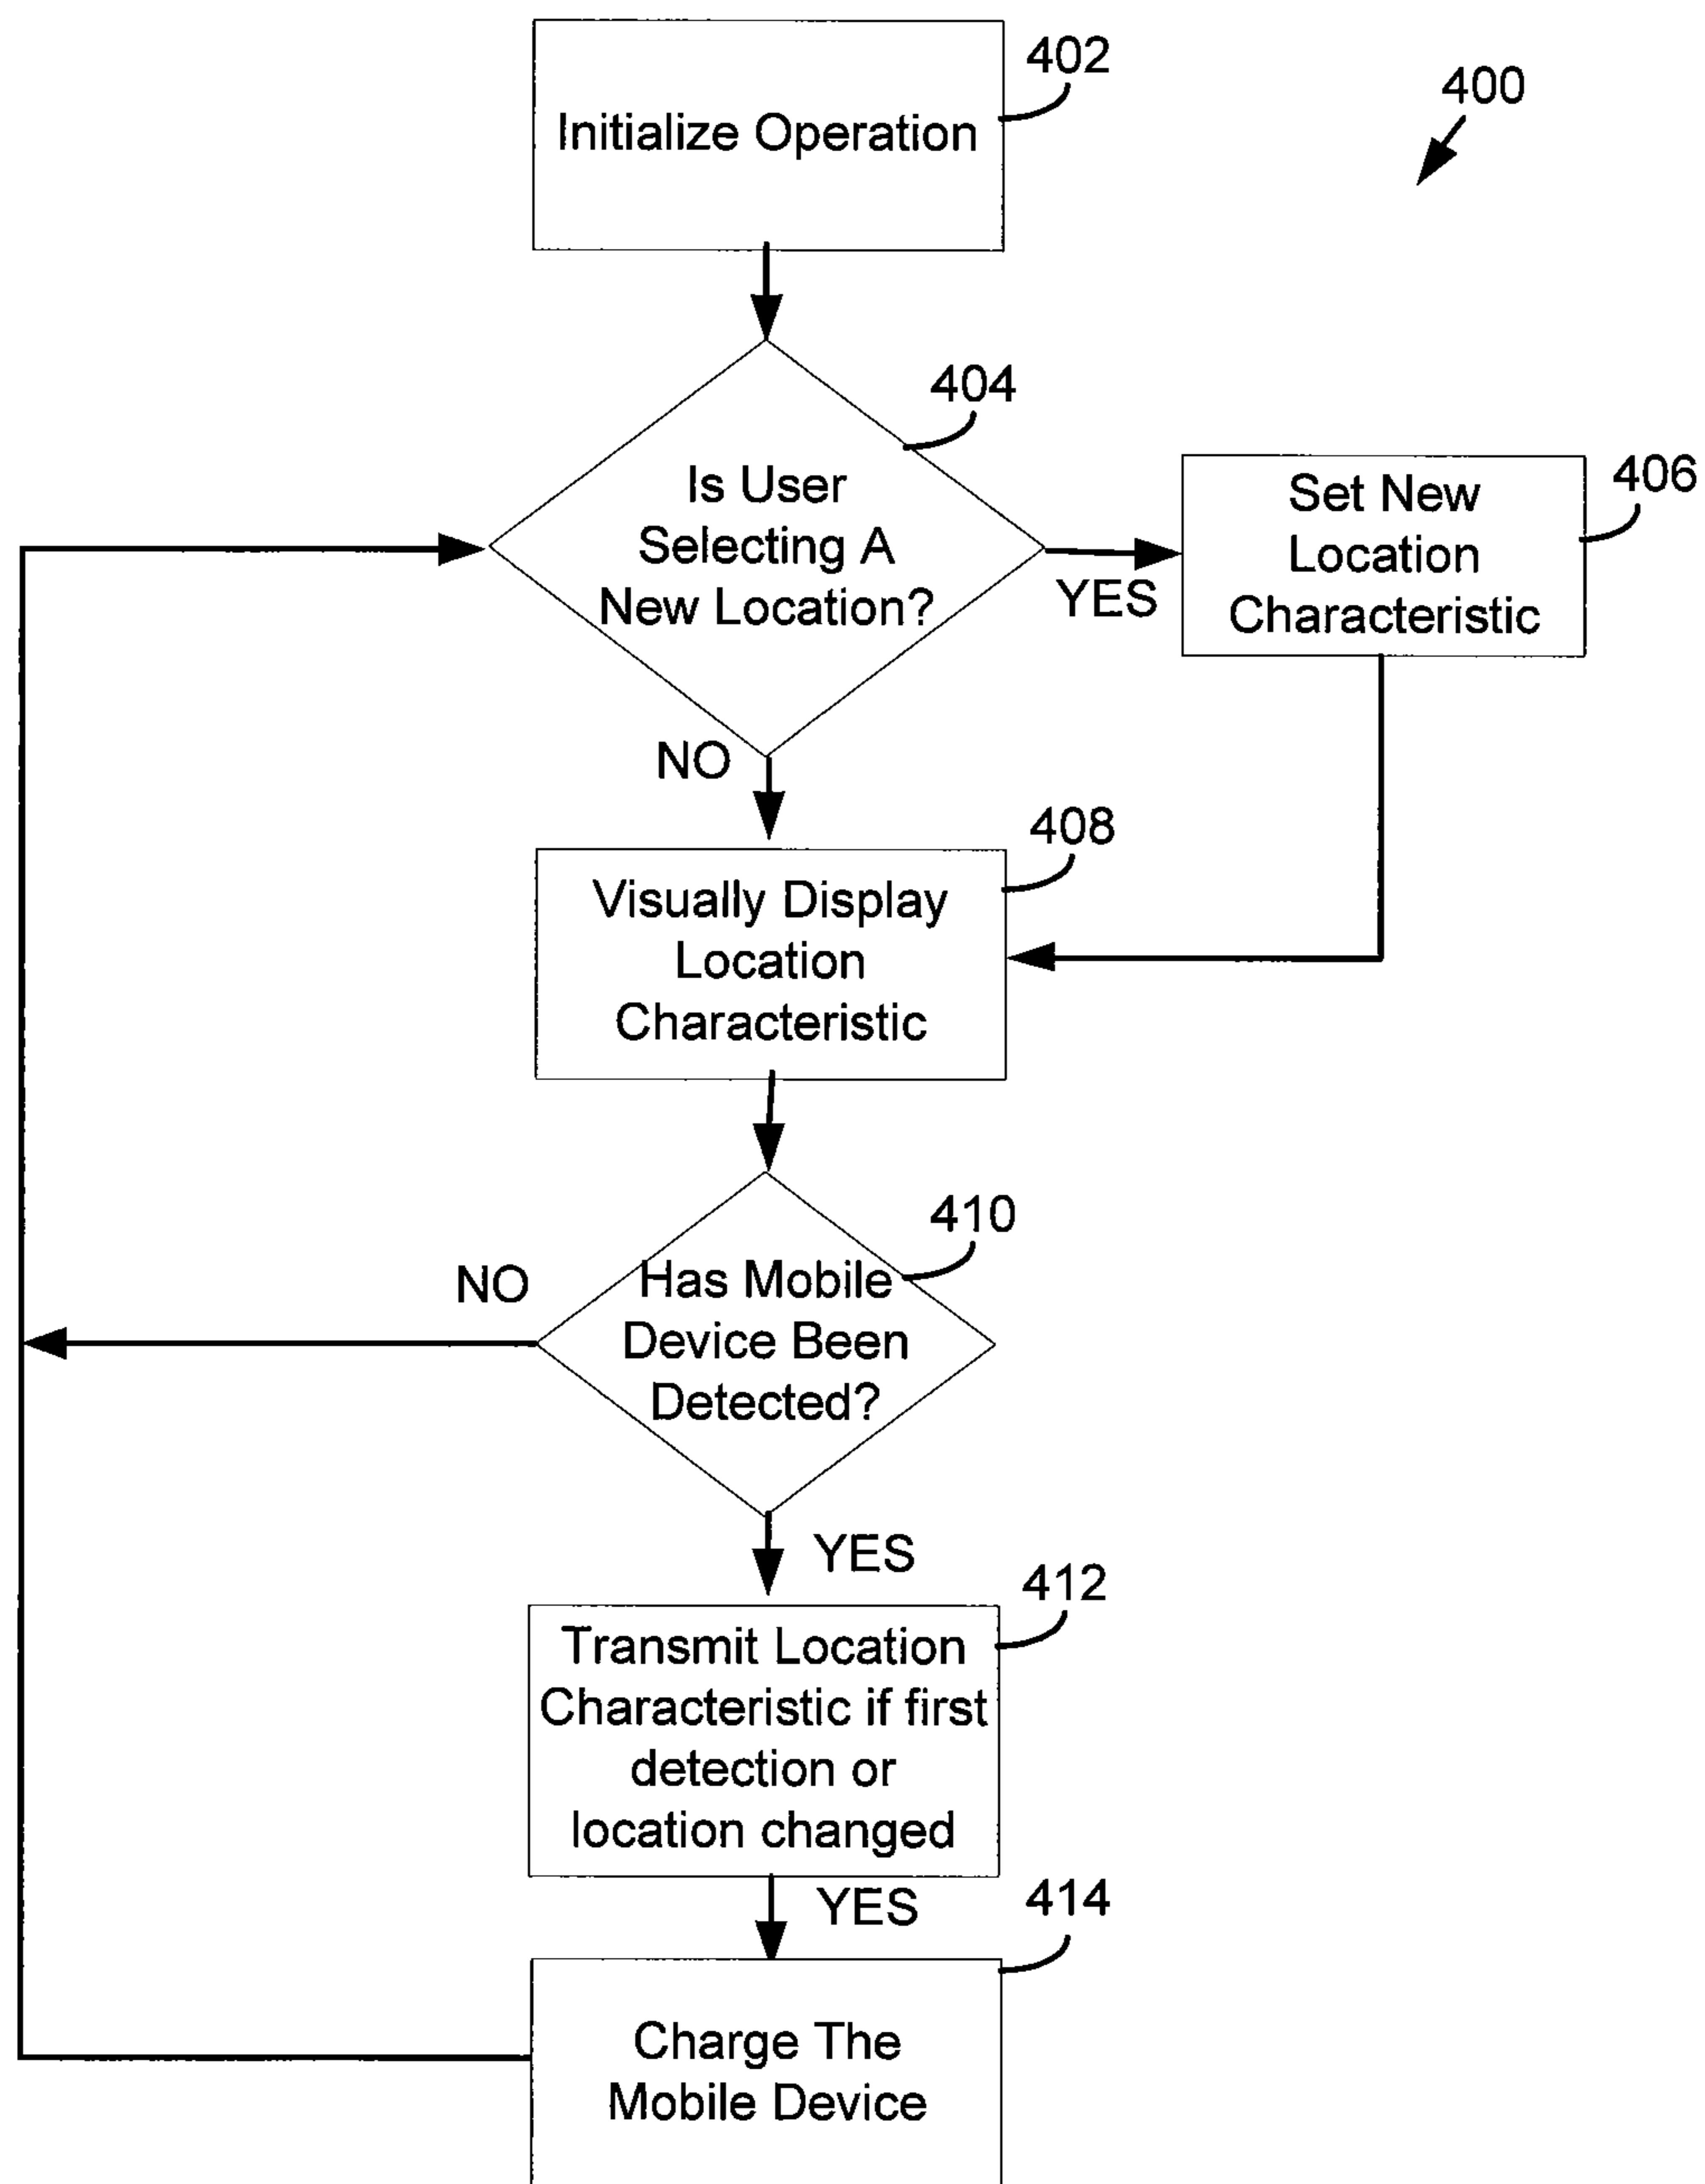 402
400
Initialize Operation
404
Is User
Selecting A
New Location?
YES
406
Set New
Location
Characteristic
NO
408
Visually Display
Location
Characteristic
410
NO
Has Mobile
Device Been
Detected?
YES
412
Transmit Location
Characteristic if first
detection or
location changed
YES
414
Charge The
Mobile Device